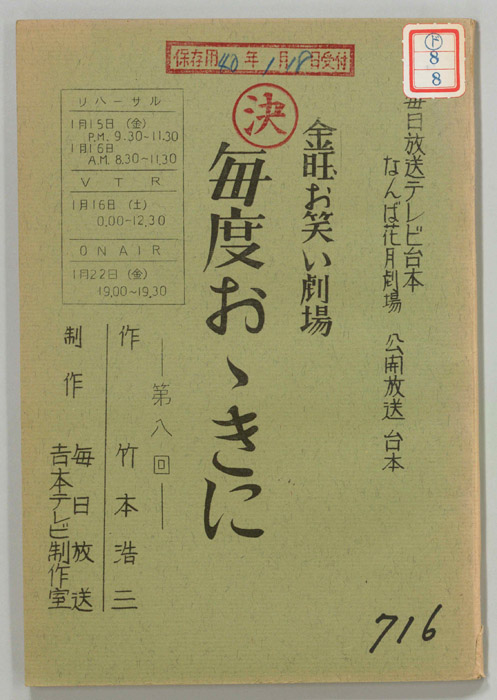 保存用 40年1月18日受付
ド
8
8
決
毎日放送テレビ台本
なんば花月劇場 公開放送 台本
金旺お笑い劇場
毎度おゝきに
—第八回—
リハーサル
1月15日（金）
P.M. 9.30~11.30
1月16日
A.M. 8.30~11.30
VTR
1月16日（土）
0.00~12.30
ON AIR
1月22日（金）
19.00~19.30
作 竹本浩三
制作 毎日放送
吉本テレビ制作室
716